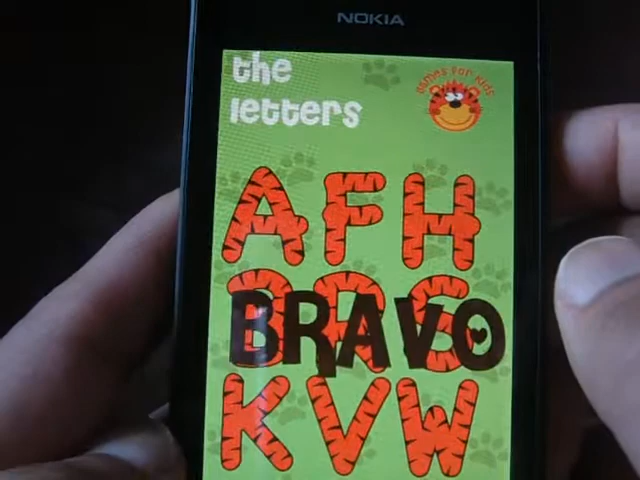 NOKIA
the
letters
Games for Kids
A F H
B R S
BRAVO
K V W